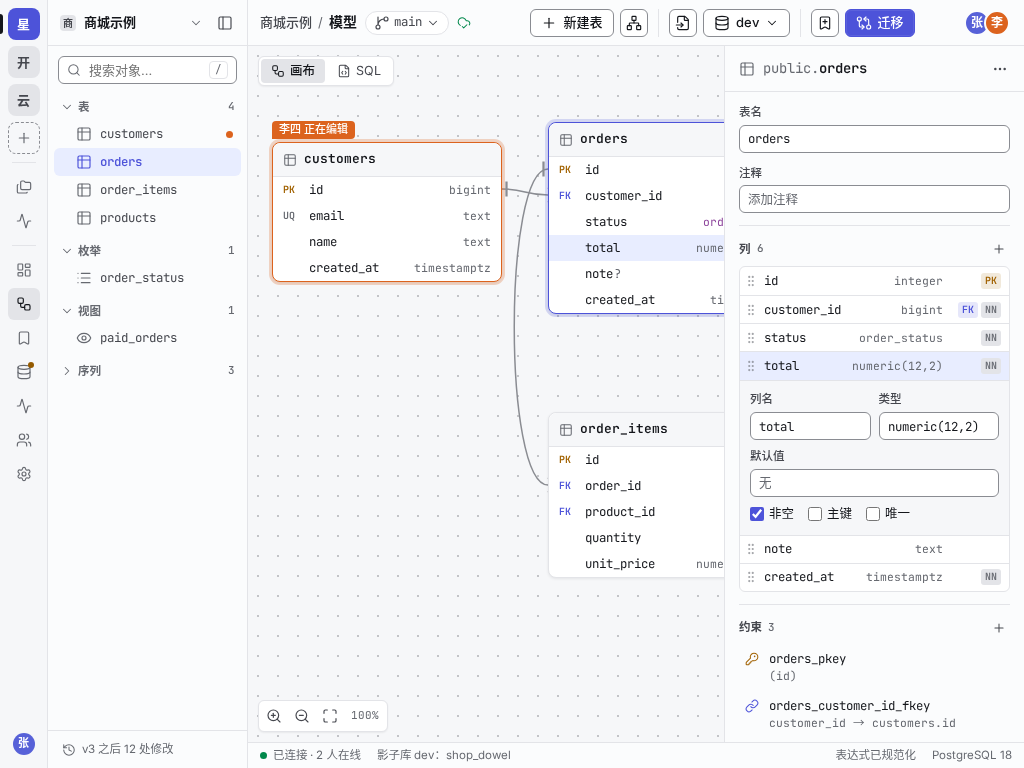 星
开
云
张
商 商城示例
搜索对象... /
表 4
customers
orders
order_items
products
枚举 1
order_status
视图 1
paid_orders
序列 3
v3 之后 12 处修改
商城示例 / 模型 main
新建表
dev
迁移
张 李
画布 SQL
李四 正在编辑
customers
PK id bigint
UQ email text
name text
created_at timestamptz
orders
PK id
FK customer_id
status ord
total nume
note?
created_at ti
order_items
PK id
FK order_id
FK product_id
quantity
unit_price nume
100%
public.orders
表名
orders
注释
添加注释
列 6
id integer PK
customer_id bigint FK NN
status order_status NN
total numeric(12,2) NN
列名 类型
total numeric(12,2)
默认值
无
非空 主键 唯一
note text
created_at timestamptz NN
约束 3
orders_pkey
(id)
orders_customer_id_fkey
customer_id → customers.id
已连接 · 2 人在线 影子库 dev：shop_dowel 表达式已规范化 PostgreSQL 18